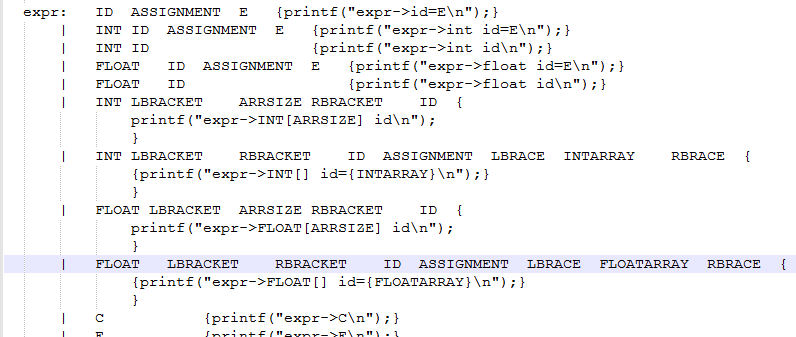 expr:   ID  ASSIGNMENT  E   {printf("expr->id=E\n");}
    |   INT ID  ASSIGNMENT  E   {printf("expr->int id=E\n");}
    |   INT ID                  {printf("expr->int id\n");}
    |   FLOAT   ID  ASSIGNMENT  E   {printf("expr->float id=E\n");}
    |   FLOAT   ID                  {printf("expr->float id\n");}
    |   INT LBRACKET    ARRSIZE RBRACKET    ID  {
            printf("expr->INT[ARRSIZE] id\n");
            }
    |   INT LBRACKET    RBRACKET    ID  ASSIGNMENT  LBRACE  INTARRAY    RBRACE  {
            {printf("expr->INT[] id={INTARRAY}\n");}
            }
    |   FLOAT LBRACKET  ARRSIZE RBRACKET    ID  {
            printf("expr->FLOAT[ARRSIZE] id\n");
            }
    |   FLOAT   LBRACKET    RBRACKET    ID  ASSIGNMENT  LBRACE  FLOATARRAY  RBRACE  {
            {printf("expr->FLOAT[] id={FLOATARRAY}\n");}
            }
    |   C           {printf("expr->C\n");}
    |   E           {printf("expr->E\n");}